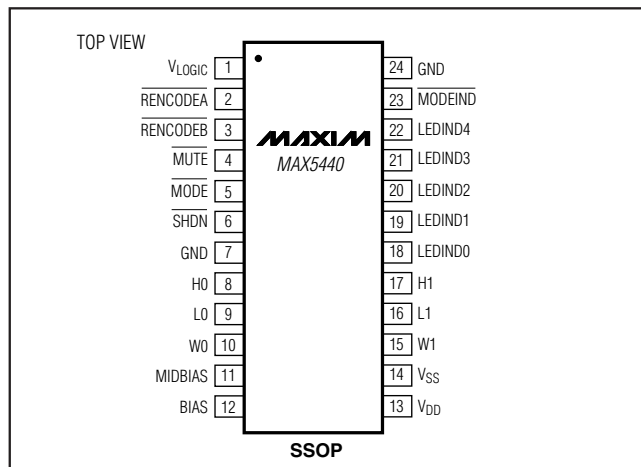 TOP VIEW
VLOGIC 1
RENCODEA 2
RENCODEB 3
MUTE 4
MODE 5
SHDN 6
GND 7
H0 8
L0 9
W0 10
MIDBIAS 11
BIAS 12
MAXIM
MAX5440
24 GND
23 MODEIND
22 LEDIND4
21 LEDIND3
20 LEDIND2
19 LEDIND1
18 LEDIND0
17 H1
16 L1
15 W1
14 VSS
13 VDD
SSOP